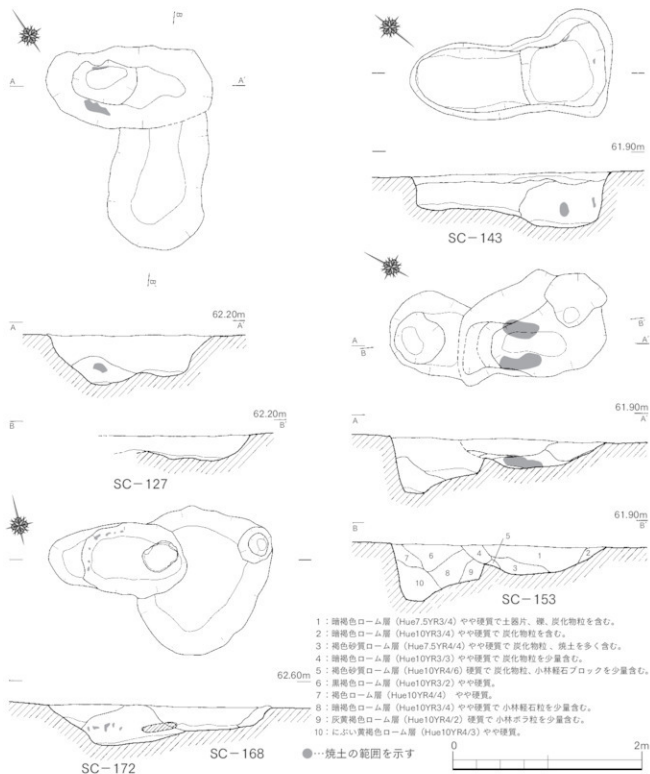 B
A
A'
B
62.20m
A
A'
62.20m
B
B'
SC-127
61.90m
SC-143
A
B
B'
A'
61.90m
A
A'
61.90m
B
B'
5
7
6
4
1
2
10
8
9
3
SC-153
62.60m
SC-168
SC-172
1：暗褐色ローム層（Hue7.5YR3/4）やや硬質で土器片、礫、炭化物粒を含む。
2：暗褐色ローム層（Hue10YR3/4）やや硬質で 炭化物粒を含む。
3：褐色砂質ローム層（Hue7.5YR4/4）やや硬質で 炭化物粒 、焼土を多く含む。
4：暗褐色ローム層（Hue10YR3/3）やや硬質で 炭化物粒を少量含む。
5：褐色砂質ローム層（Hue10YR4/6）硬質で 炭化物粒、小林軽石ブロックを少量含む。
6：黒褐色ローム層（Hue10YR3/2）やや硬質。
7：褐色ローム層（Hue10YR4/4） やや硬質。
8：暗褐色ローム層（Hue10YR3/4）やや硬質で 小林軽石粒を少量含む。
9：灰黄褐色ローム層（Hue10YR4/2）硬質で 小林ボラ粒を少量含む。
10：にぶい黄褐色ローム層（Hue10YR4/3）やや硬質。
●…焼土の範囲を示す
0
2m